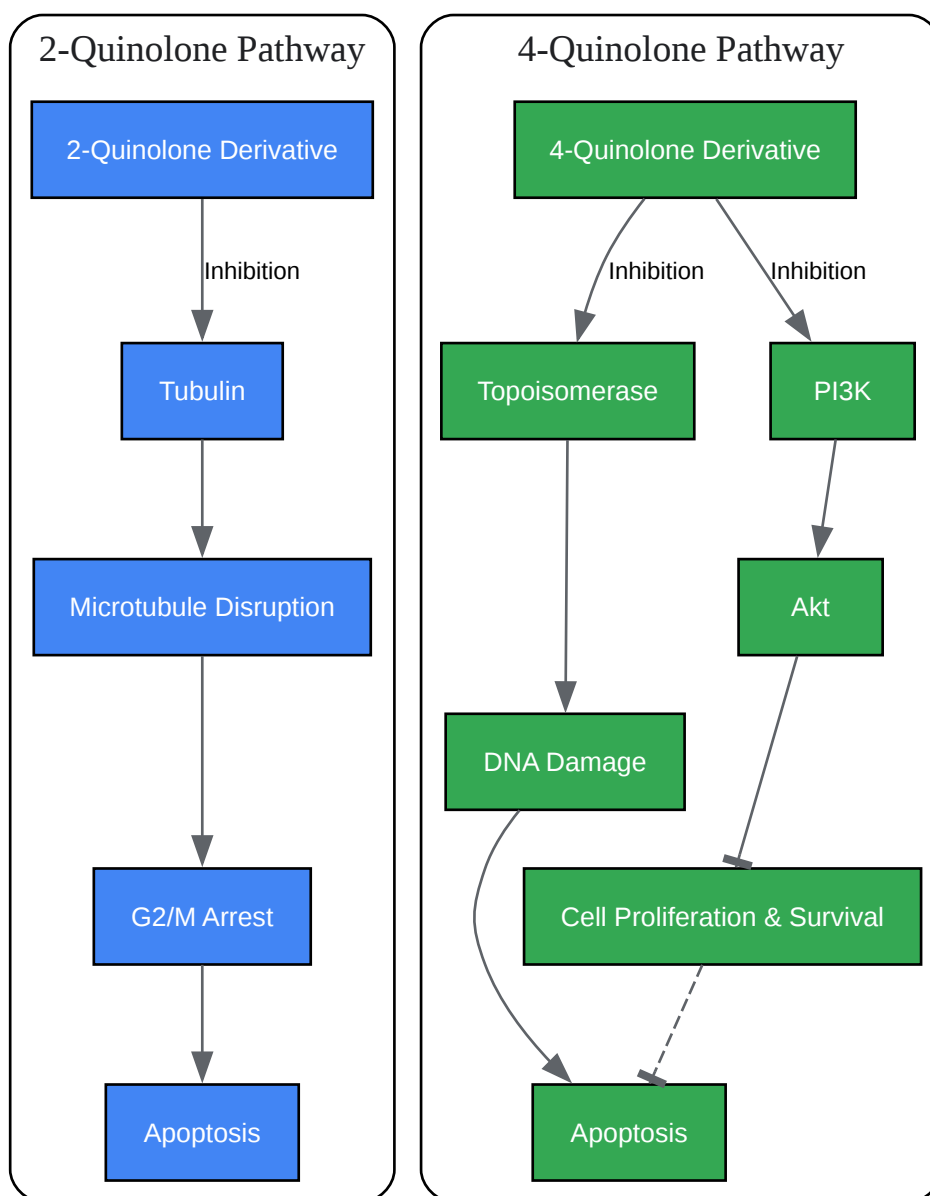 2-Quinolone Pathway
2-Quinolone Derivative
Inhibition
Tubulin
Microtubule Disruption
G2/M Arrest
Apoptosis
4-Quinolone Pathway
4-Quinolone Derivative
Inhibition
Inhibition
Topoisomerase
PI3K
Akt
DNA Damage
Cell Proliferation & Survival
Apoptosis